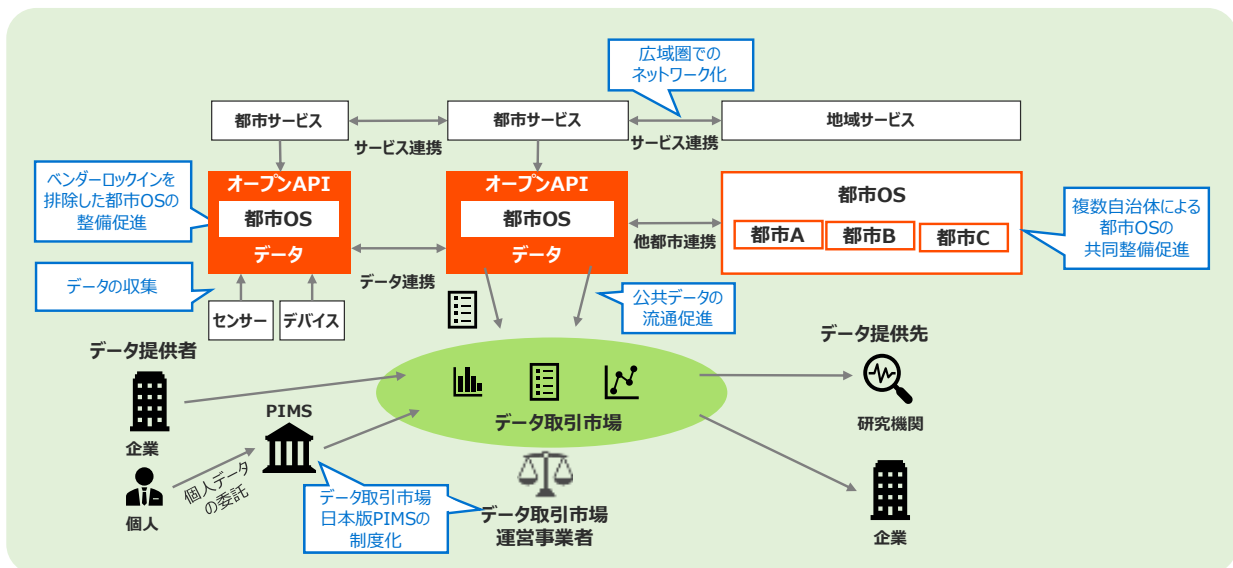 広域圏での
ネットワーク化
都市サービス
都市サービス
地域サービス
サービス連携
サービス連携
ベンダーロックインを
排除した都市OSの
整備促進
オープンAPI
都市OS
データ
オープンAPI
都市OS
データ
都市OS
都市A
都市B
都市C
複数自治体による
都市OSの
共同整備促進
他都市連携
データ連携
データの収集
センサー
デバイス
公共データの
流通促進
データ提供者
企業
PIMS
個人
個人データ
の委託
データ取引市場
データ取引市場
日本版PIMSの
制度化
データ取引市場
運営事業者
データ提供先
研究機関
企業